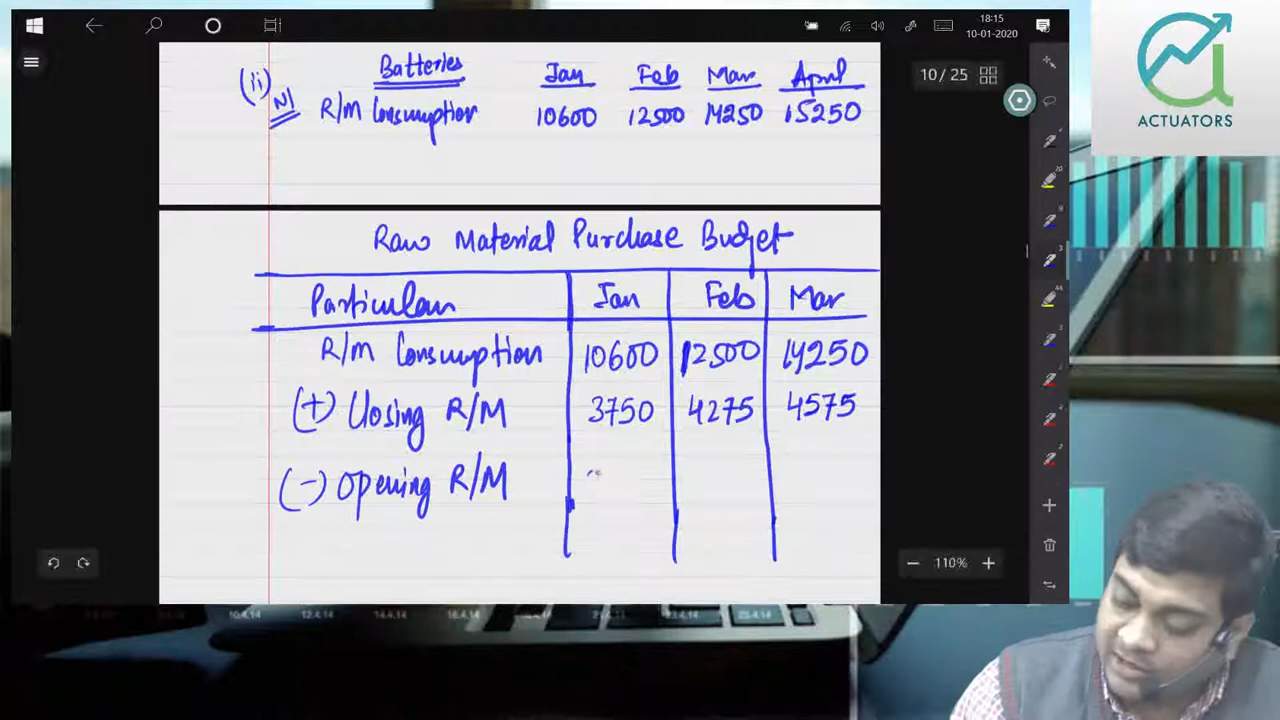 18:15
10-01-2020
ACTUATORS
10 / 25
(ii) Batteries Jan Feb Mar April
N1 R/M Consumption 10600 12500 14250 15250
Raw Material Purchase Budget
Particulars Jan Feb Mar
R/M Consumption 10600 12500 14250
(+) Closing R/M 3750 4275 4575
(-) Opening R/M
110%